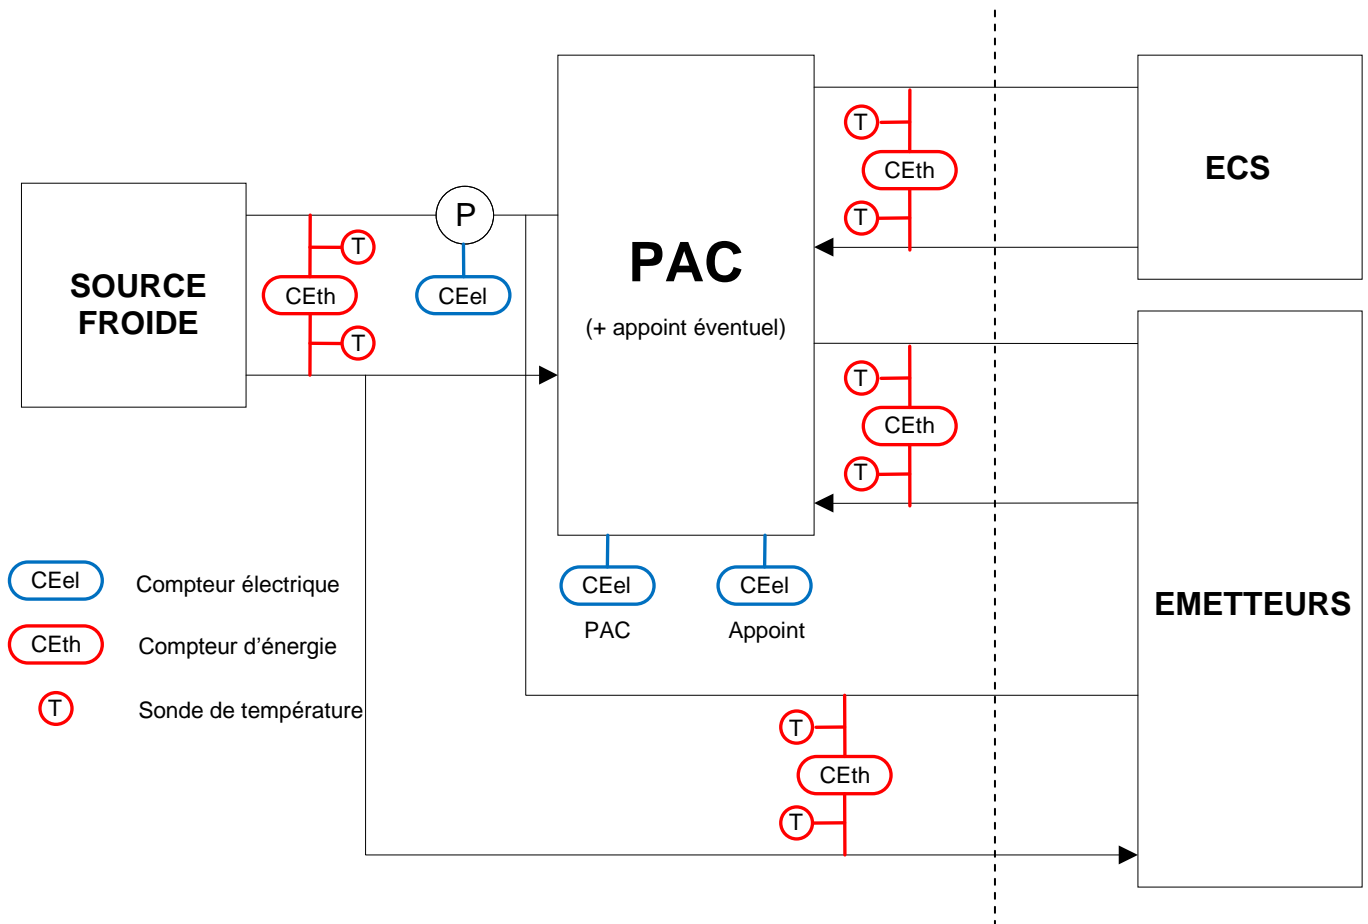 T
CEth
T
ECS
P
T
CEth
T
CEel
SOURCE
FROIDE
PAC
(+ appoint éventuel)
T
CEth
T
CEel
PAC
CEel
Appoint
EMETTEURS
CEel Compteur électrique
CEth Compteur d’énergie
T Sonde de température
T
CEth
T